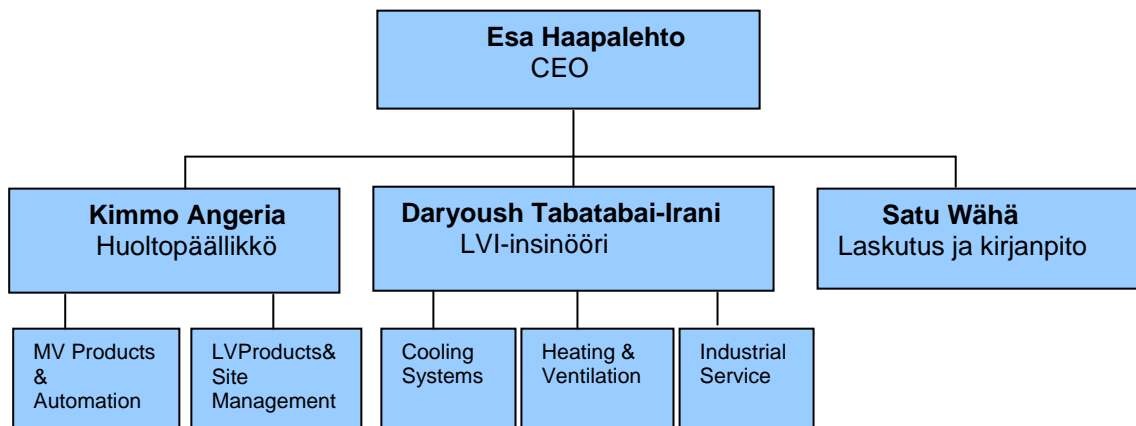 Esa Haapalehto
CEO
Kimmo Angeria
Huoltopäällikkö
Daryoush Tabatabai-Irani
LVI-insinööri
Satu Wähä
Laskutus ja kirjanpito
MV Products
&
Automation
LVProducts&
Site
Management
Cooling
Systems
Heating &
Ventilation
Industrial
Service